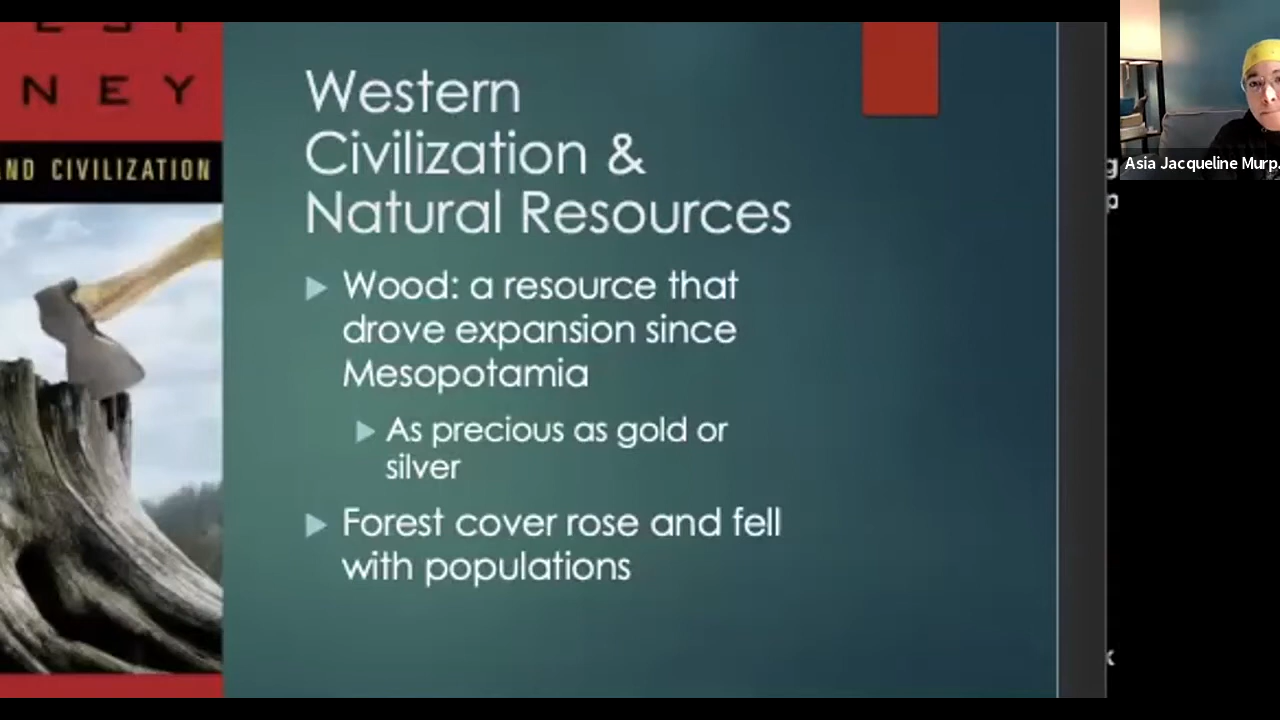 NEY
AND CIVILIZATION
Western
Civilization &
Natural Resources
Wood: a resource that
drove expansion since
Mesopotamia
As precious as gold or
silver
Forest cover rose and fell
with populations
Asia Jacqueline Murp.